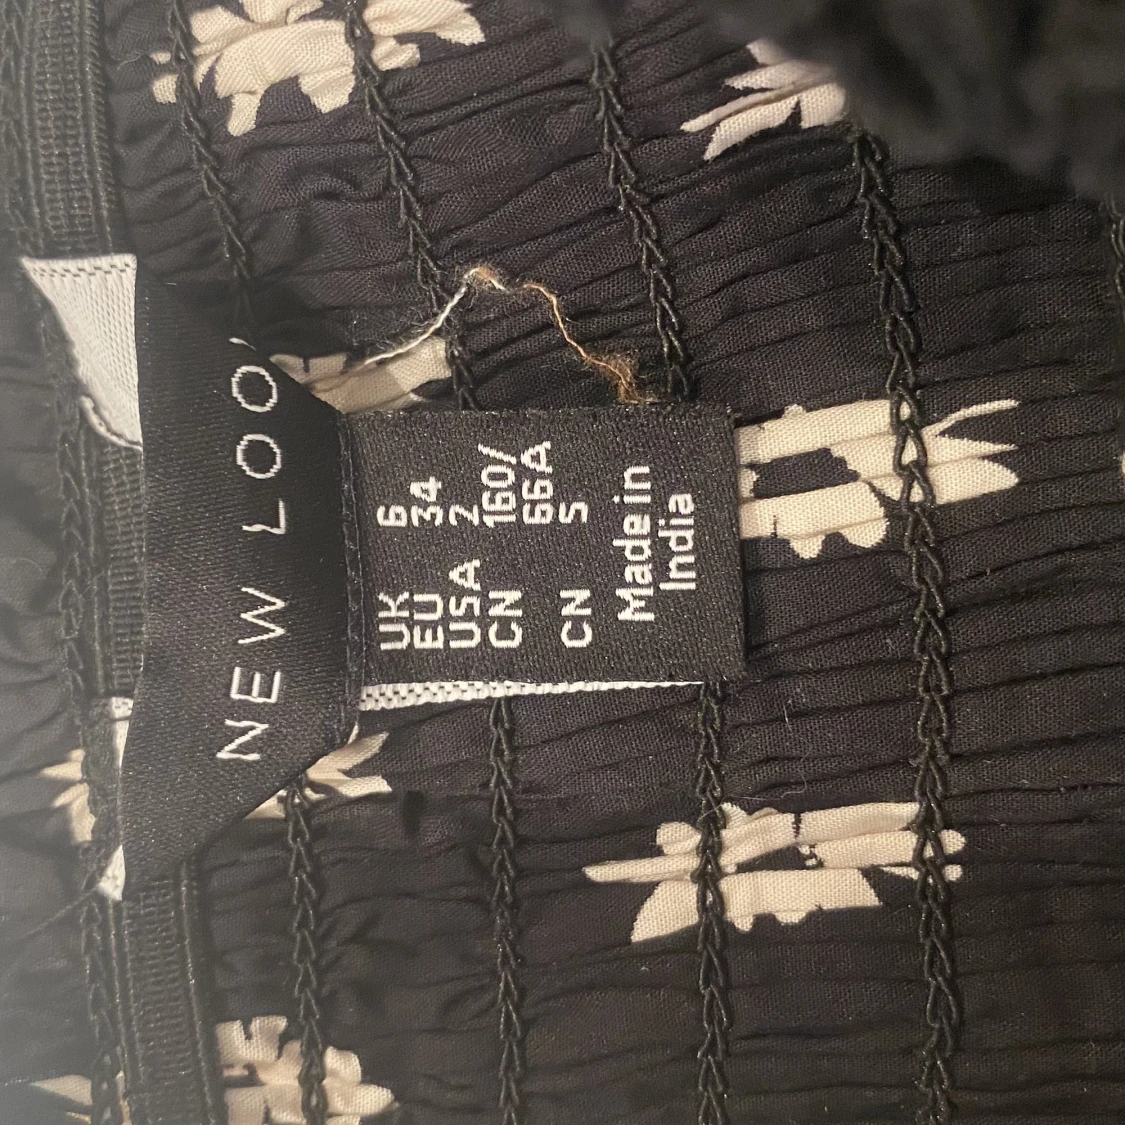 NEW LOO
UK 6
EU 34
USA 2
CN 160/
66A
CN S
Made in
India